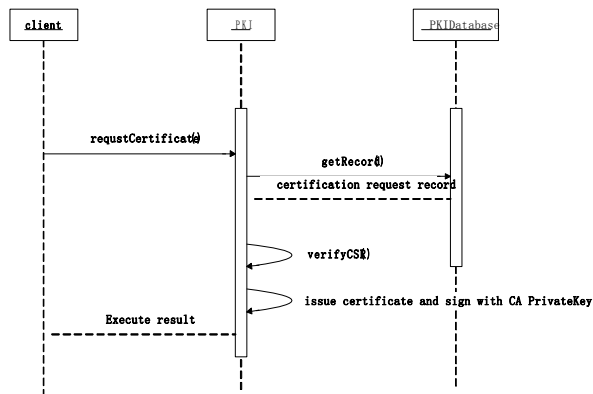 client
PKI
PKIDatabase
requstCertificate()
getRecord()
certification request record
verifyCSR()
issue certificate and sign with CA PrivateKey
Execute result